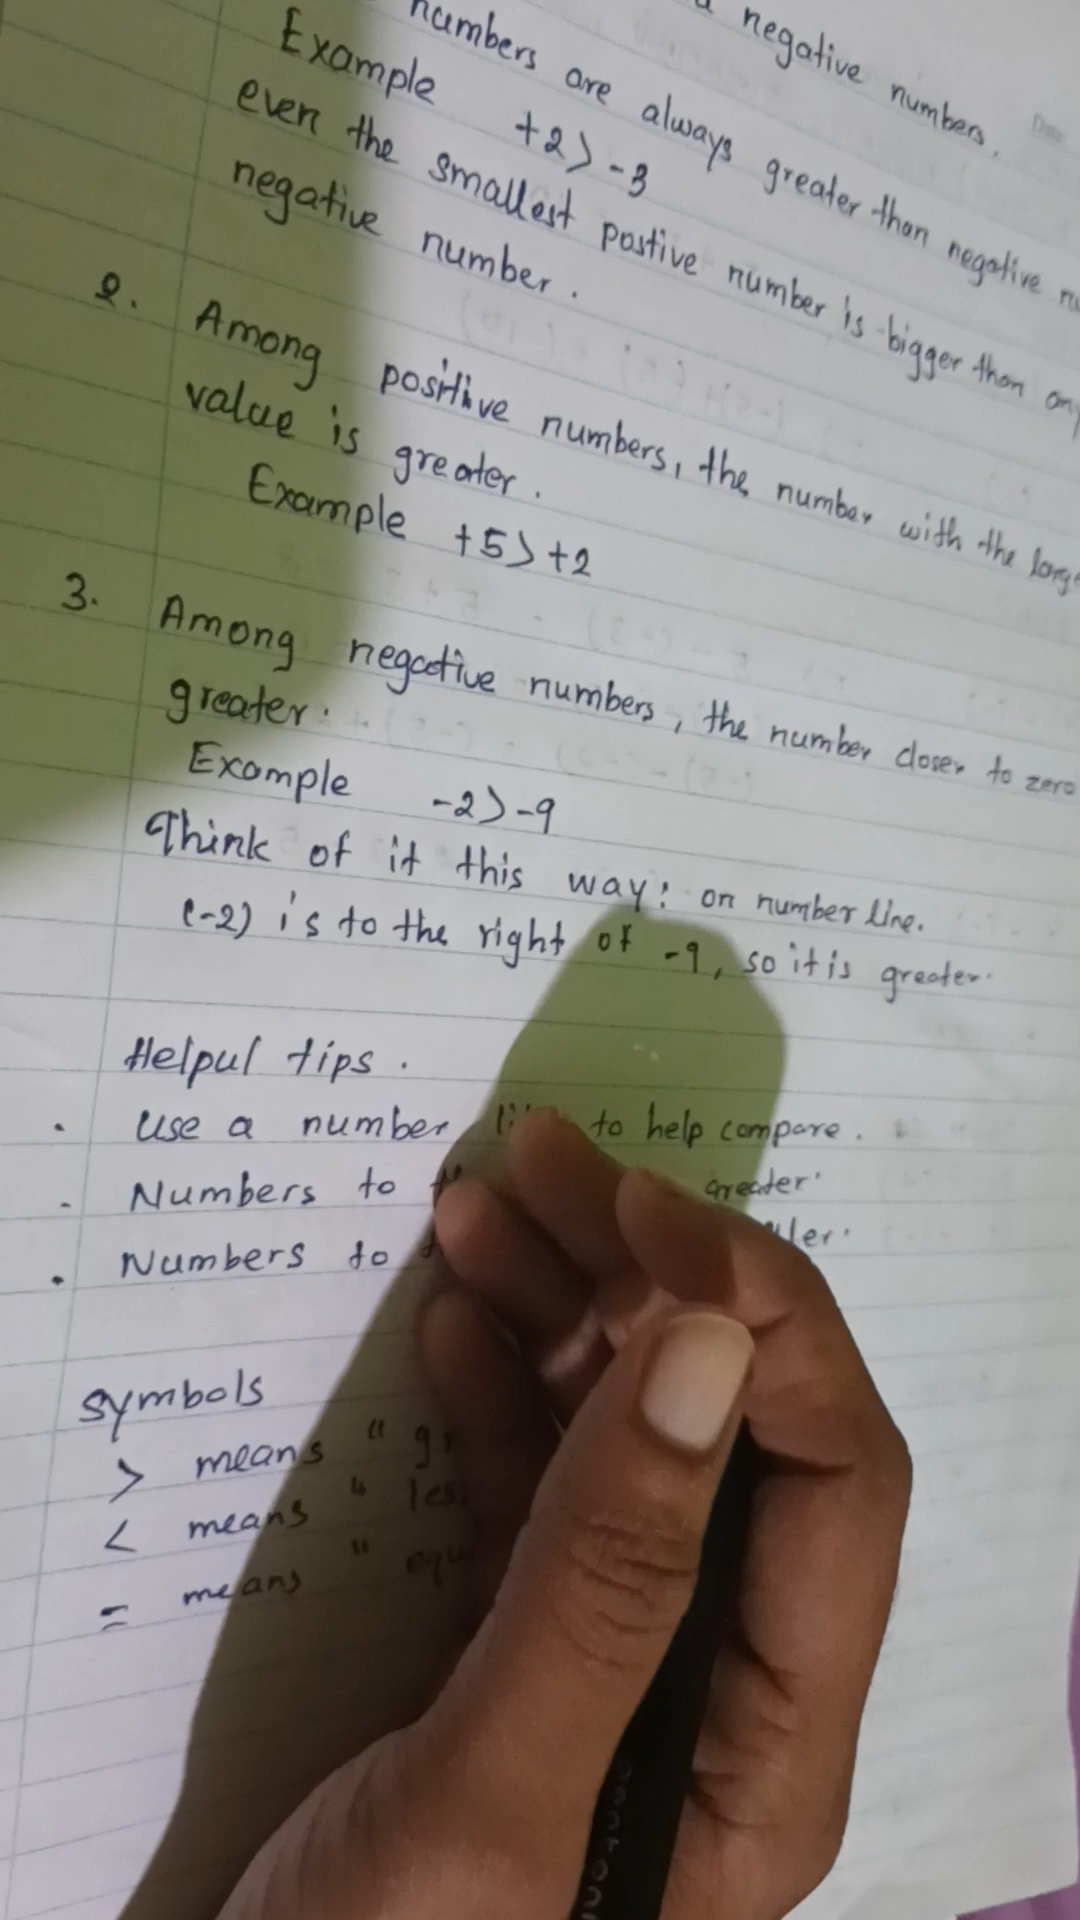 negative numbers.
numbers are always greater than negative
Example +2 > -3
even the smallest postive number is bigger than
negative number.
2. Among positive numbers, the number with the
value is greater.
Example +5 > +2
3. Among negative numbers, the number closer to zero
greater.
Example -2 > -9
Think of it this way: on number line.
(-2) is to the right of -9, so it is greater.
Helpul tips.
. Use a number to help compare.
. Numbers to greater.
. Numbers to
symbols
> means "
< means "
= means "